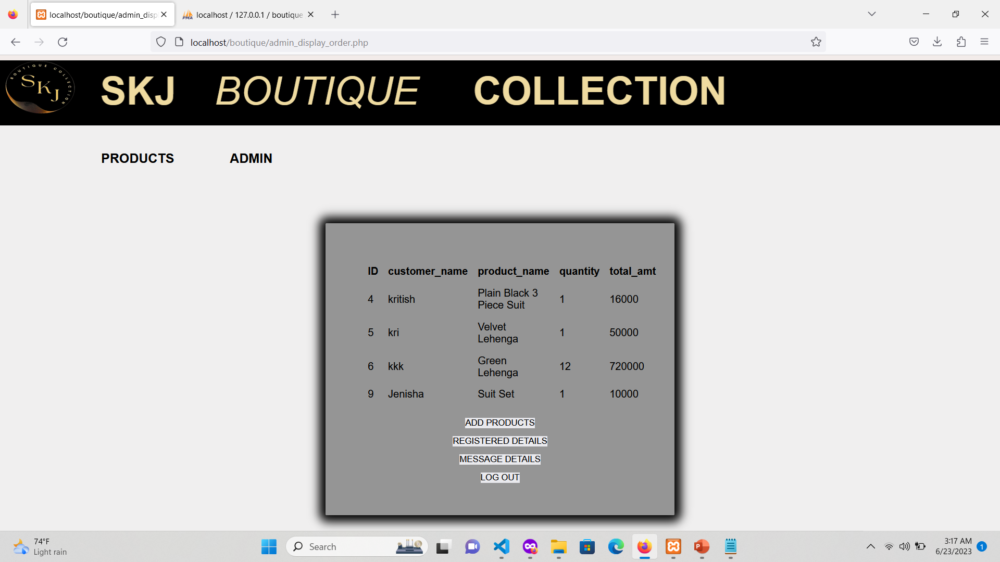 localhost/boutique/admin_disp
localhost / 127.0.0.1 / boutique
localhost/boutique/admin_display_order.php
BOUTIQUE COLLECTION
SKJ
SKJ BOUTIQUE COLLECTION
PRODUCTS ADMIN
ID customer_name product_name quantity total_amt
4 kritish Plain Black 3 Piece Suit 1 16000
5 kri Velvet Lehenga 1 50000
6 kkk Green Lehenga 12 720000
9 Jenisha Suit Set 1 10000
ADD PRODUCTS
REGISTERED DETAILS
MESSAGE DETAILS
LOG OUT
74°F
Light rain
Search
3:17 AM
6/23/2023
1